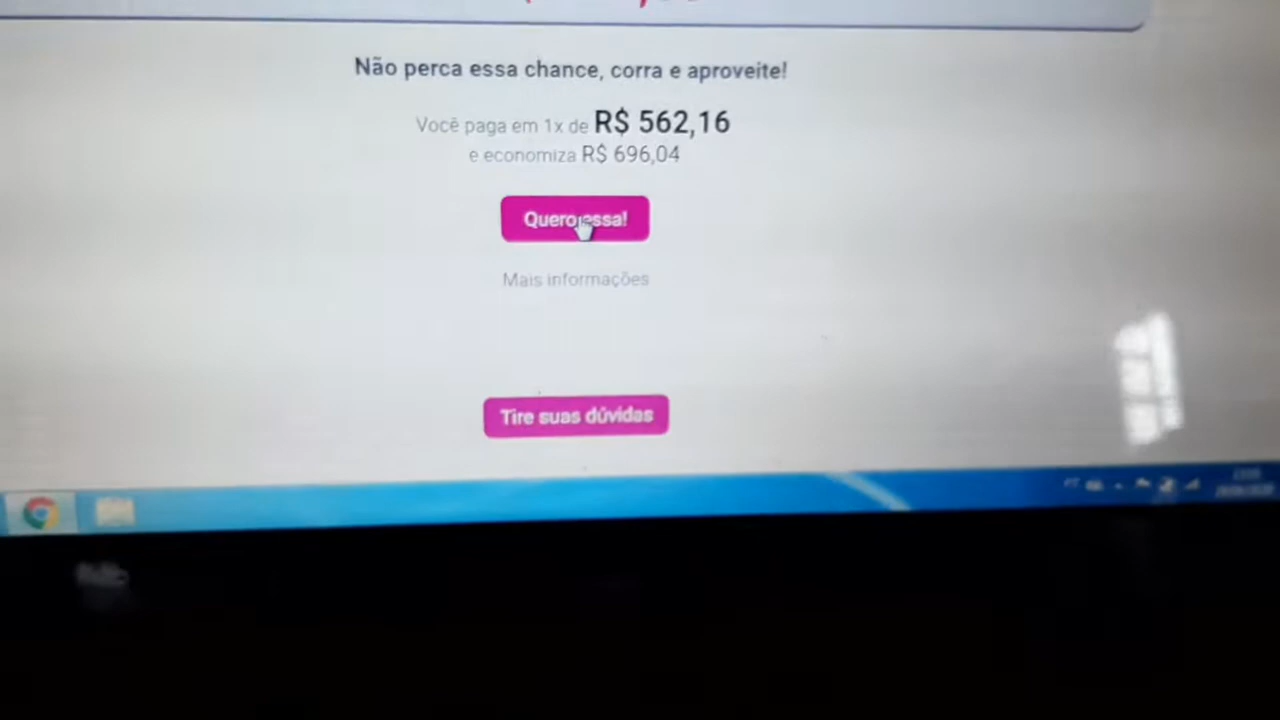 Não perca essa chance, corra e aproveite!
Você paga em 1x de R$ 562,16
e economiza R$ 696,04
Quero essa!
Mais informações
Tire suas dúvidas